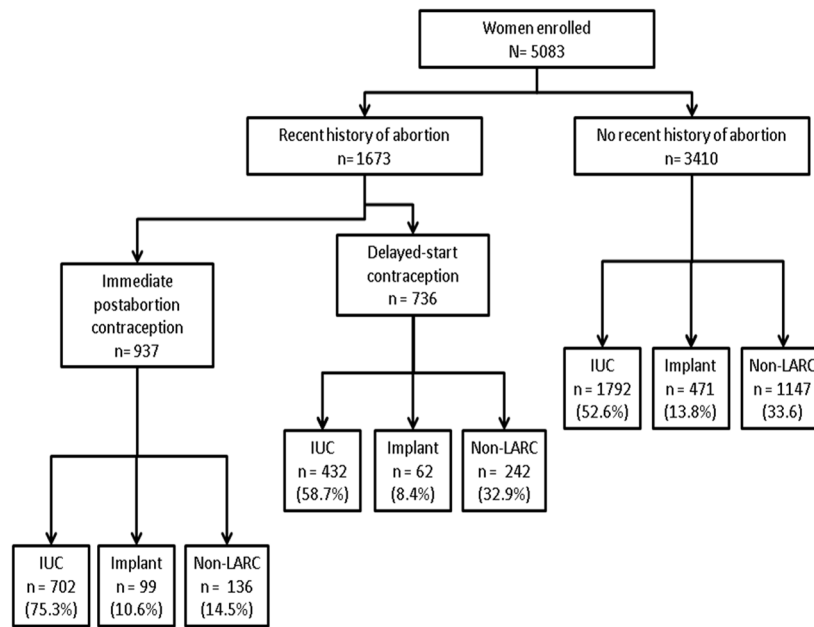 Women enrolled
N= 5083
Recent history of abortion
n= 1673
No recent history of abortion
n= 3410
Immediate
postabortion
contraception
n= 937
Delayed-start
contraception
n = 736
IUC
n = 702
(75.3%)
Implant
n = 99
(10.6%)
Non-LARC
n = 136
(14.5%)
IUC
n = 432
(58.7%)
Implant
n = 62
(8.4%)
Non-LARC
n = 242
(32.9%)
IUC
n = 1792
(52.6%)
Implant
n = 471
(13.8%)
Non-LARC
n = 1147
(33.6)